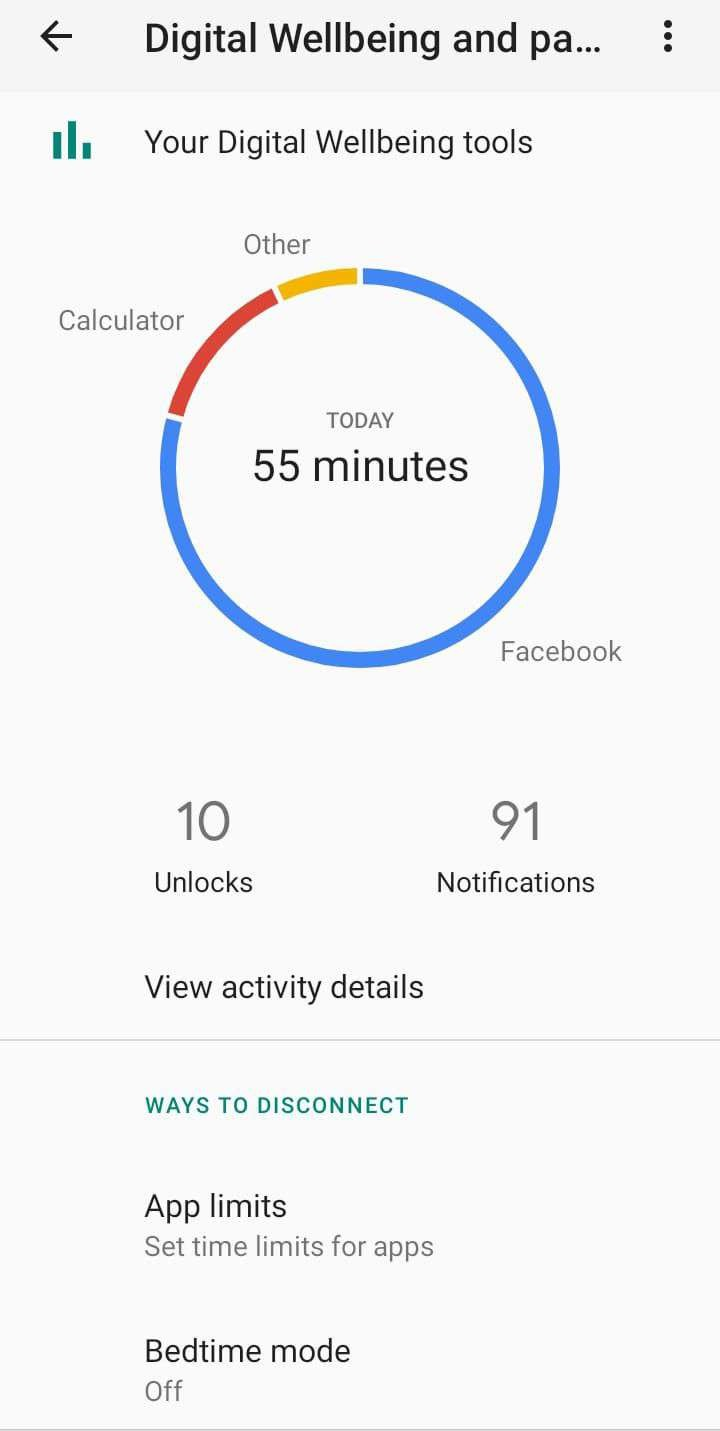 Digital Wellbeing and pa...
Your Digital Wellbeing tools
Other
Calculator
TODAY
55 minutes
Facebook
10
Unlocks
91
Notifications
View activity details
WAYS TO DISCONNECT
App limits
Set time limits for apps
Bedtime mode
Off